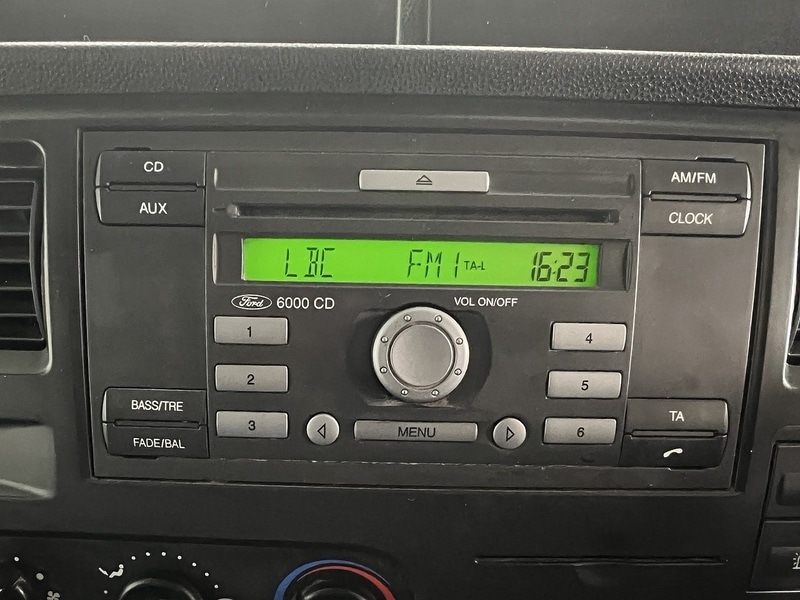 CD
AUX
AM/FM
CLOCK
LBC FM1 TA-L 16:23
Ford 6000 CD
VOL ON/OFF
1
2
3
4
5
6
BASS/TRE
FADE/BAL
MENU
TA